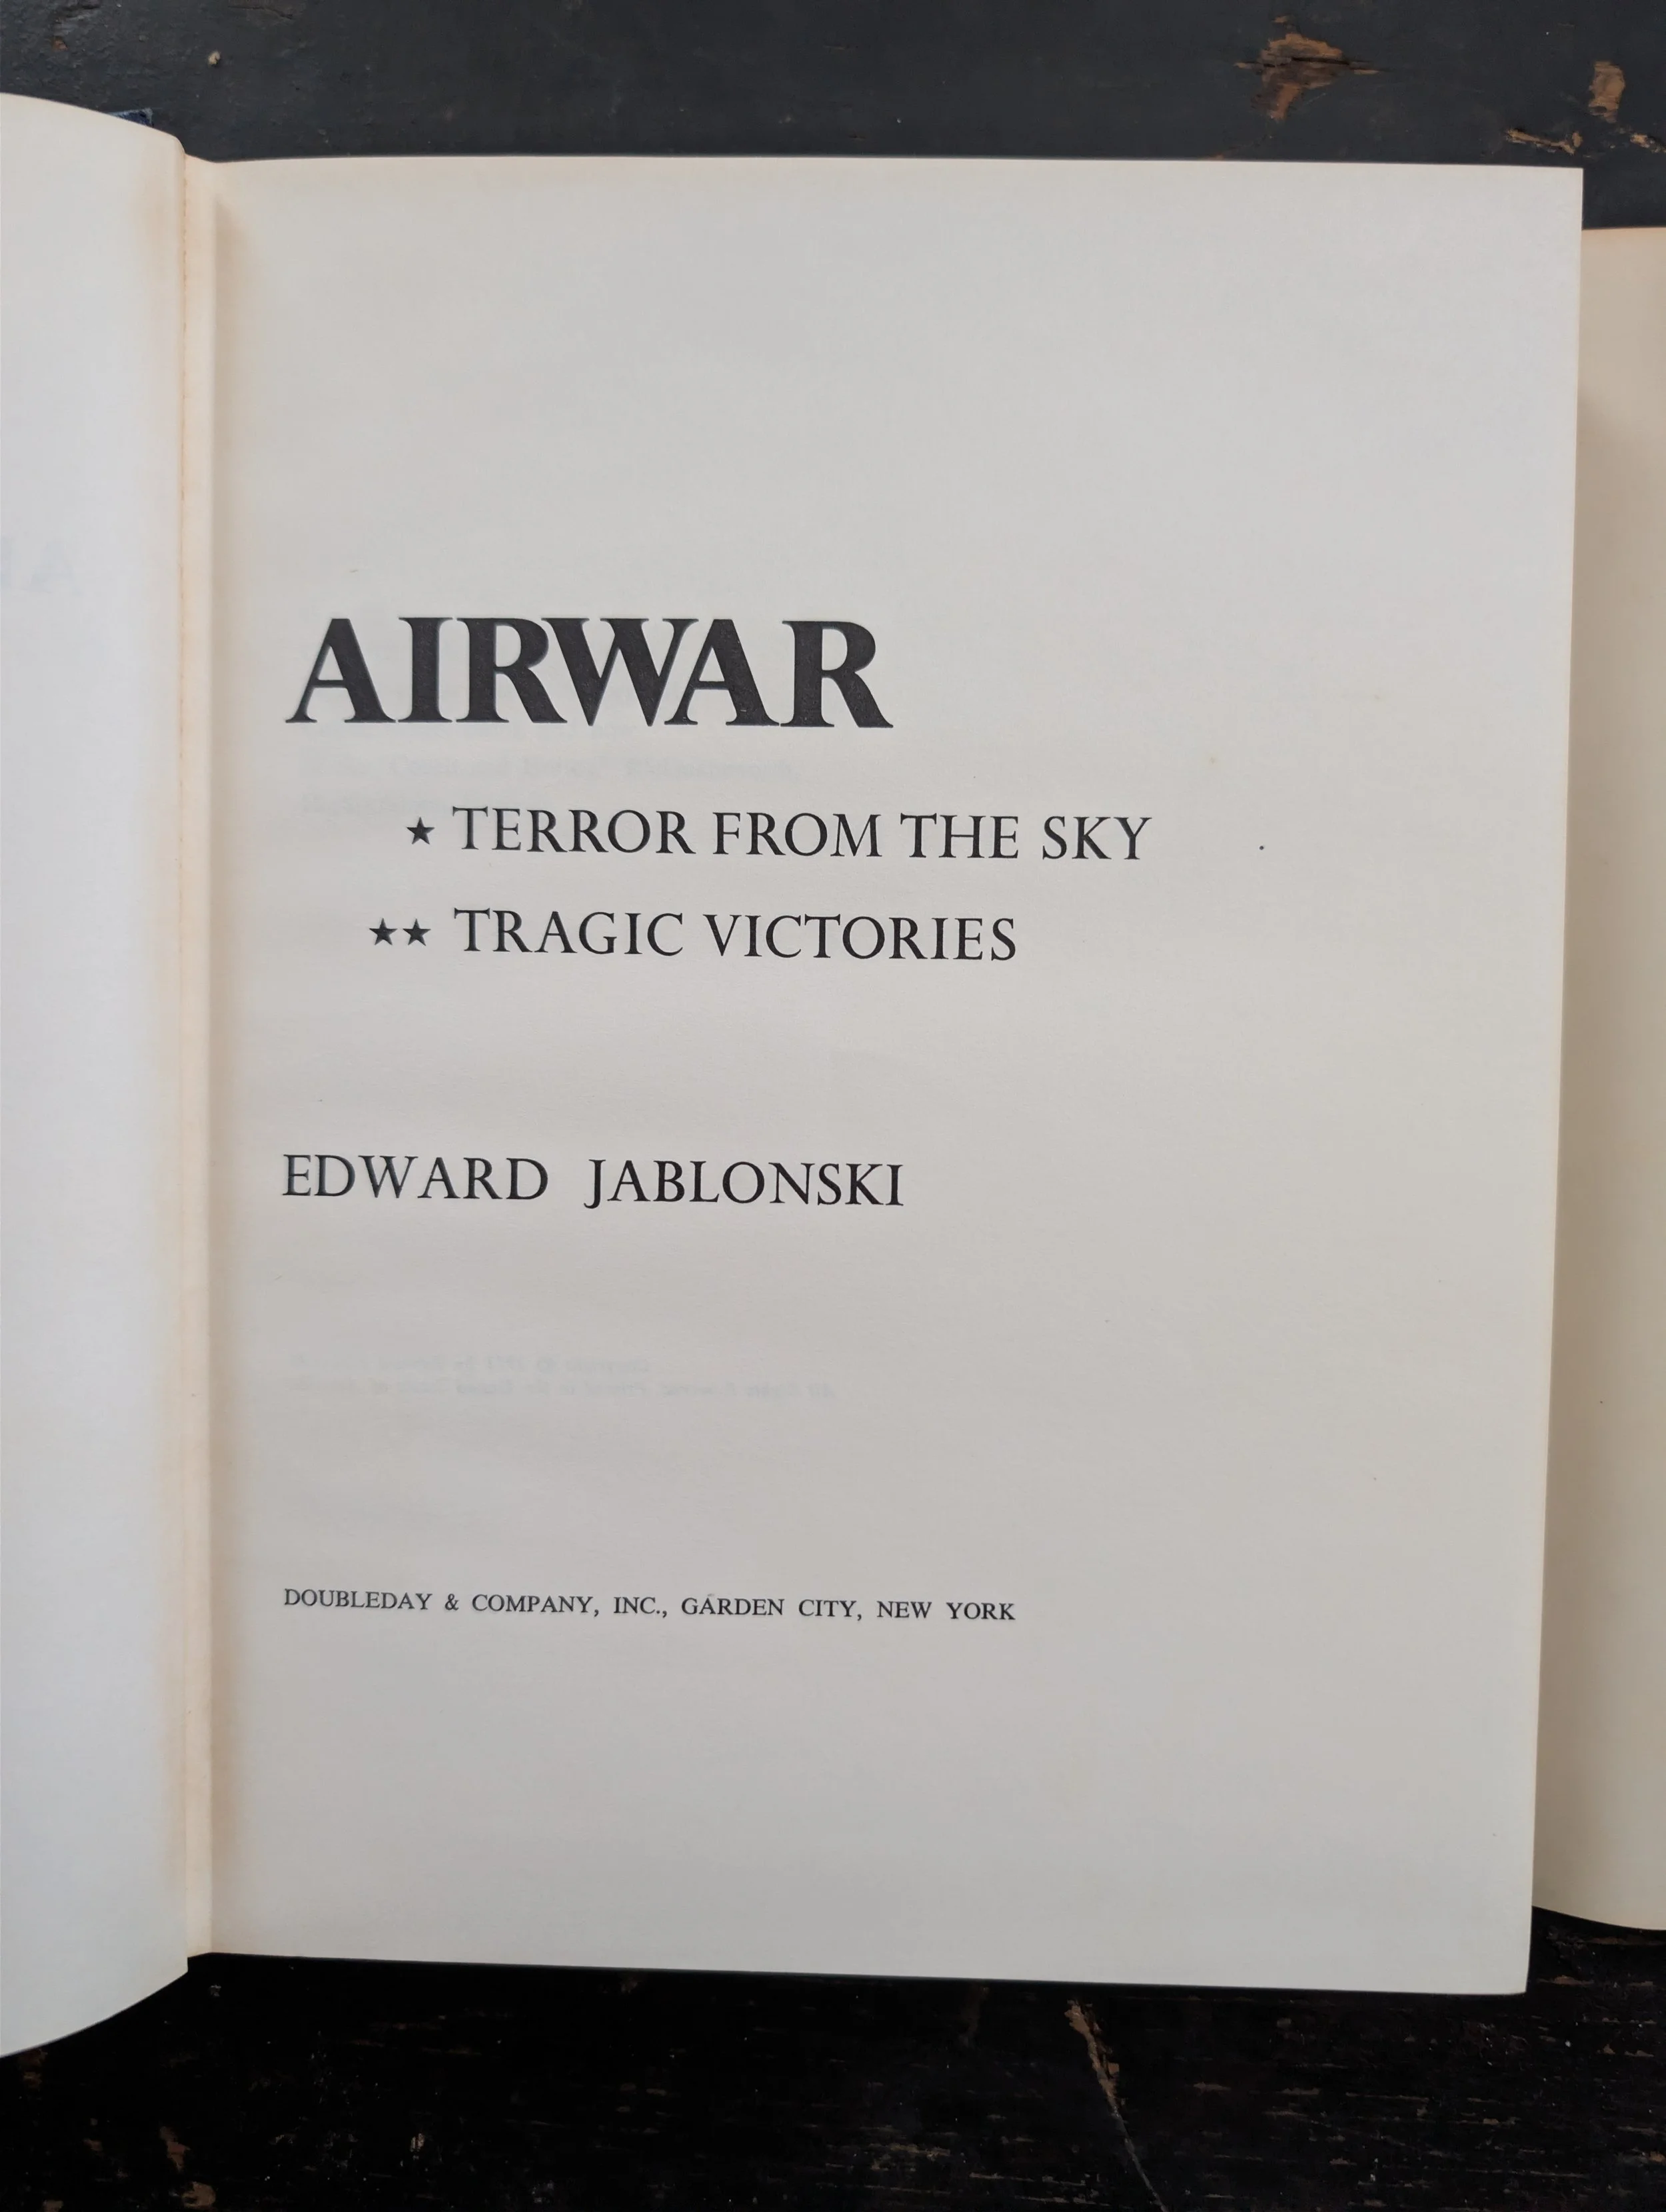 AIRWAR
★ TERROR FROM THE SKY
★★ TRAGIC VICTORIES
EDWARD JABLONSKI
DOUBLEDAY & COMPANY, INC., GARDEN CITY, NEW YORK